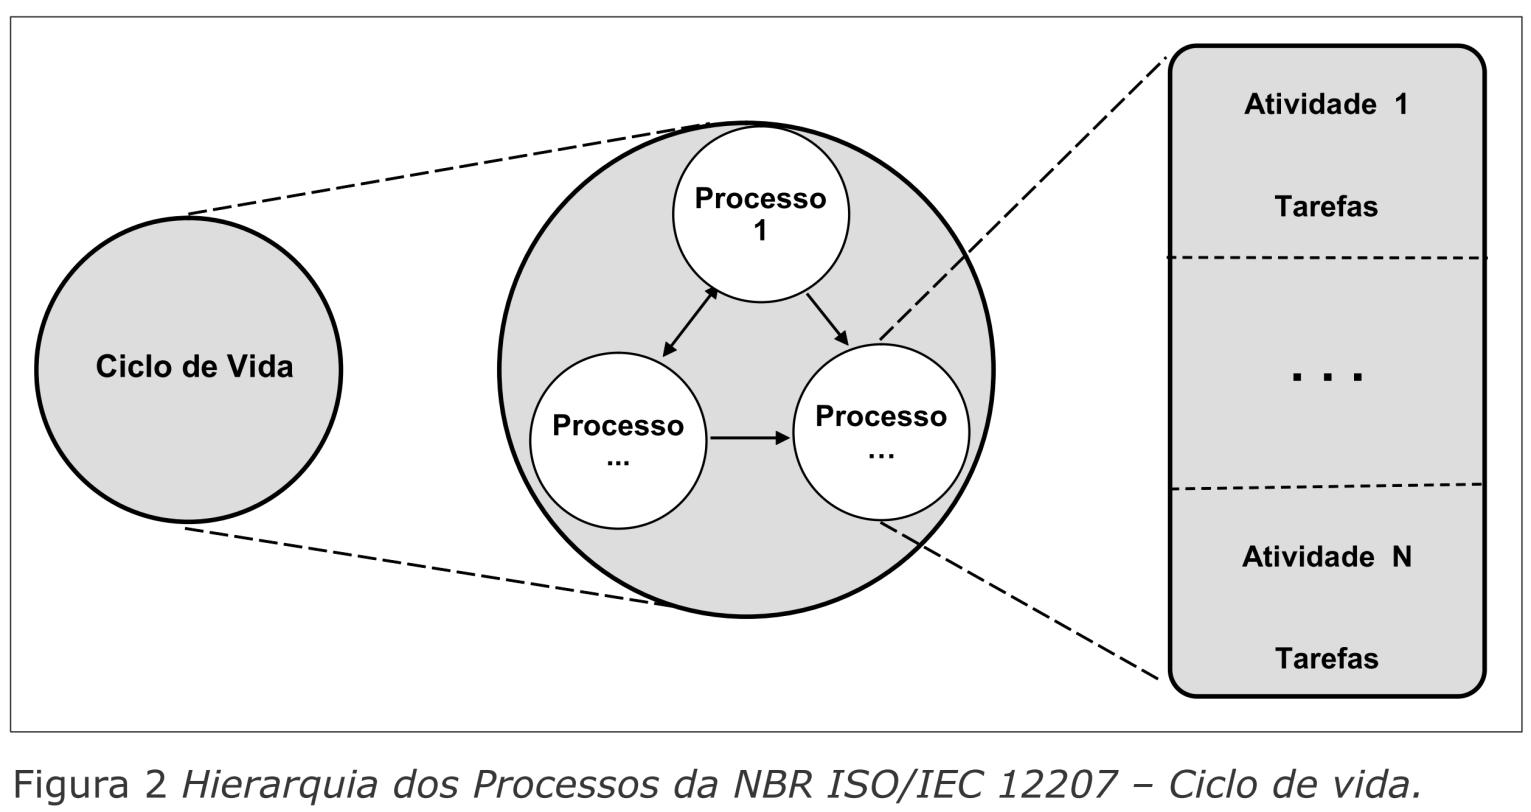 Ciclo de Vida
Processo
1
Processo
...
Processo
...
Atividade 1
Tarefas
. . .
Atividade N
Tarefas
Figura 2 Hierarquia dos Processos da NBR ISO/IEC 12207 – Ciclo de vida.